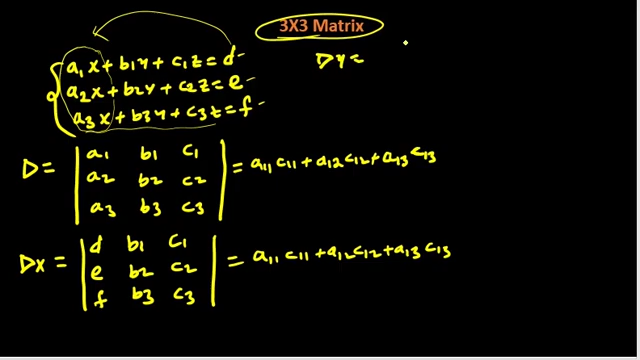 3X3 Matrix
a1x + b1y + c1z = d
a2x + b2y + c2z = e
a3x + b3y + c3z = f
Dy =
D = | a1 b1 c1 | = a11 c11 + a12 c12 + a13 c13
a2 b2 c2
a3 b3 c3
Dx = | d b1 c1 | = a11 c11 + a12 c12 + a13 c13
e b2 c2
f b3 c3